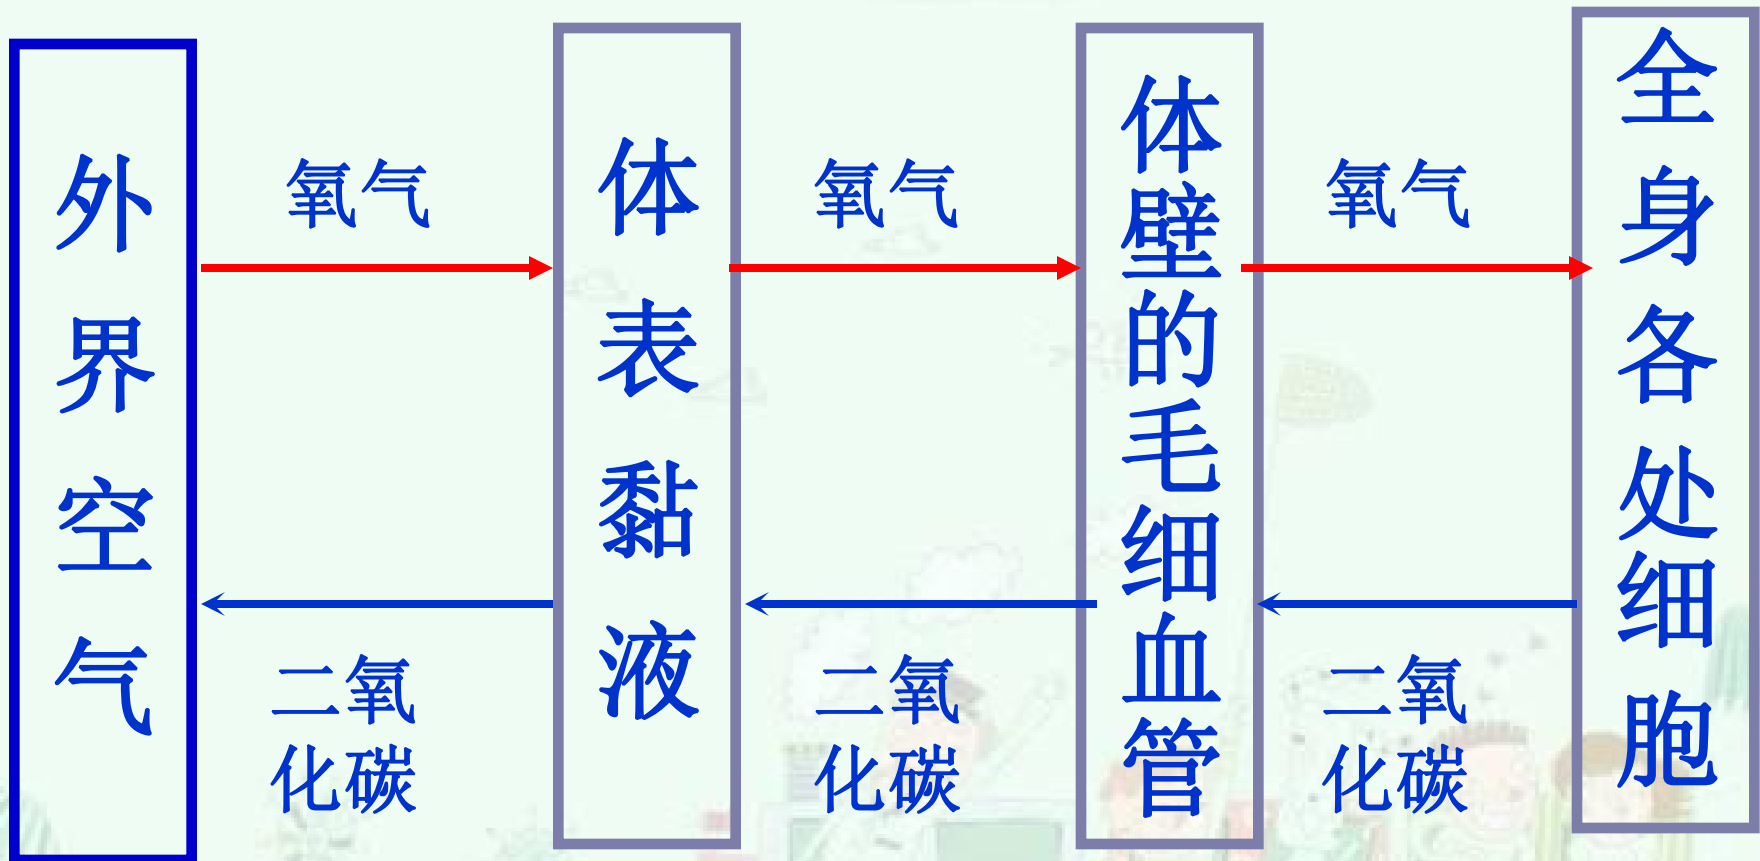 外界空气
氧气
二氧
化碳
体表黏液
氧气
二氧
化碳
体壁的毛细血管
氧气
二氧
化碳
全身各处细胞